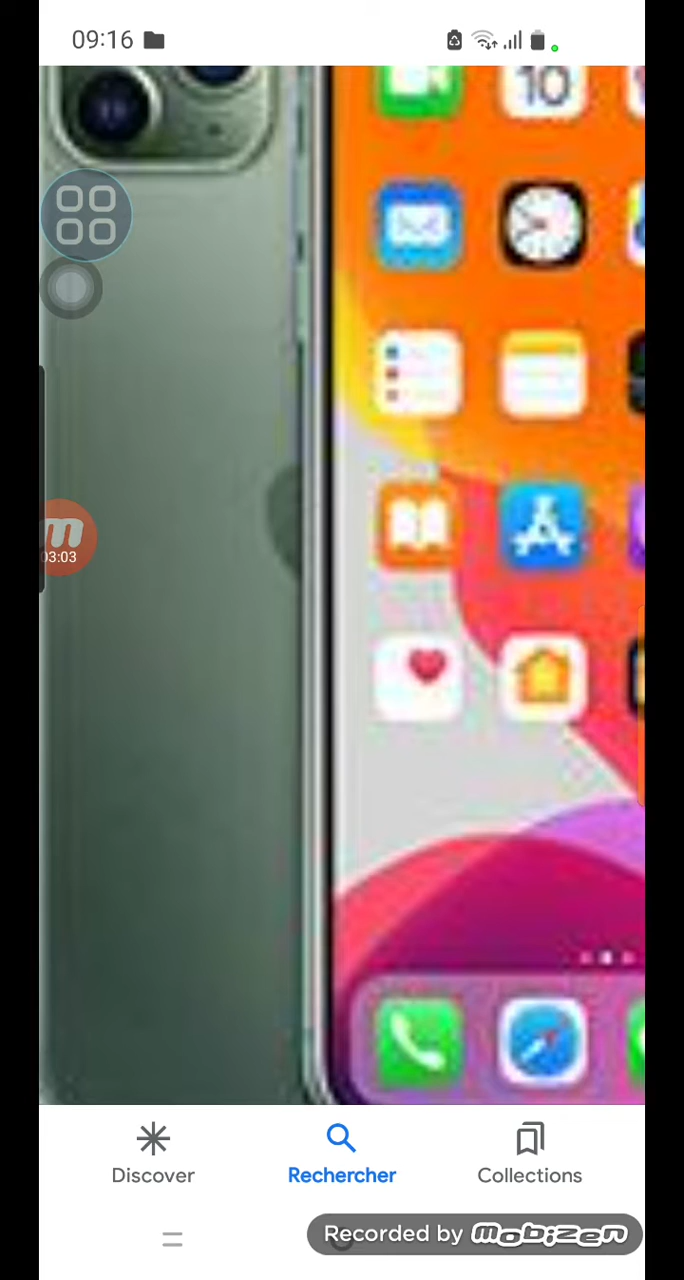 09:16
10
m
03:03
Discover
Rechercher
Collections
Recorded by mobizen